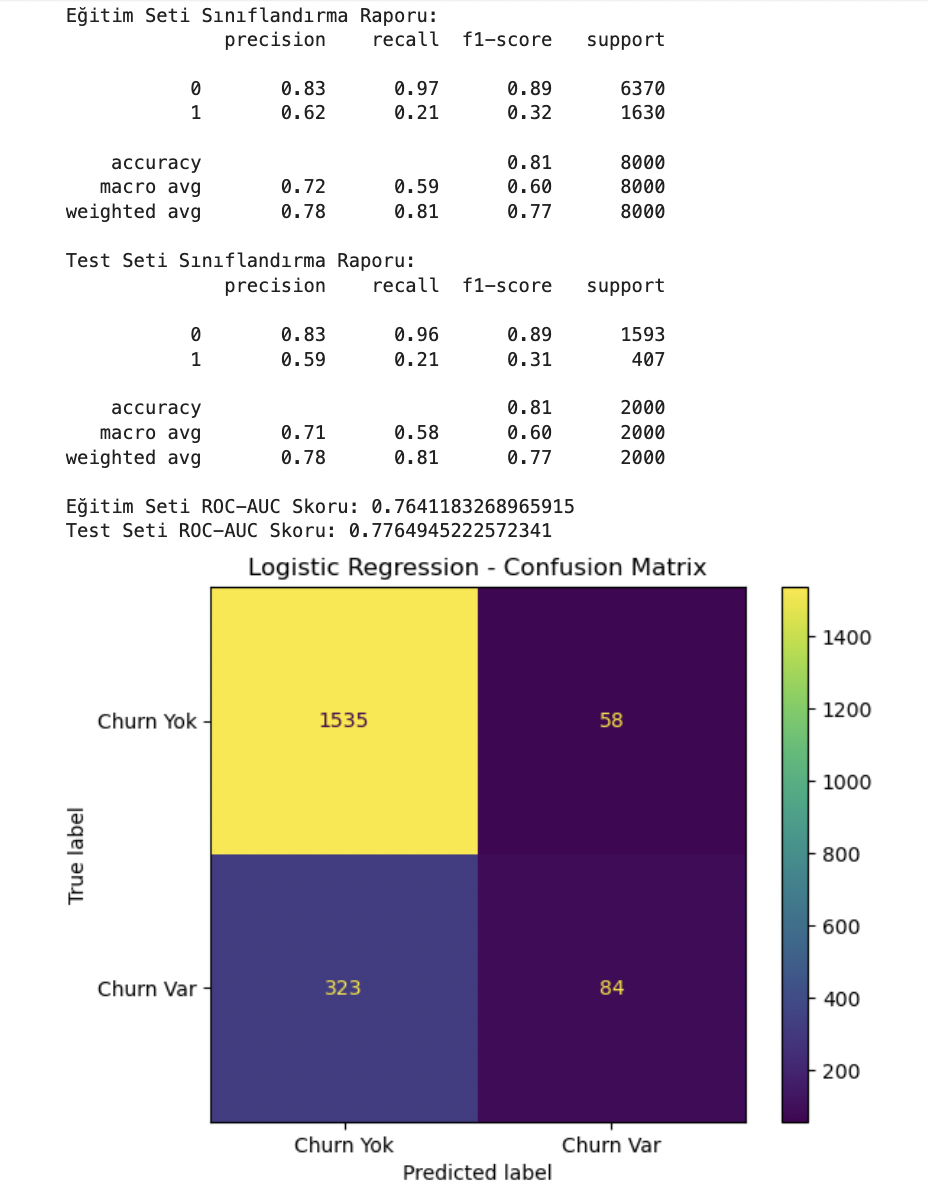 Eğitim Seti Sınıflandırma Raporu:
precision recall f1-score support
0 0.83 0.97 0.89 6370
1 0.62 0.21 0.32 1630
accuracy 0.81 8000
macro avg 0.72 0.59 0.60 8000
weighted avg 0.78 0.81 0.77 8000
Test Seti Sınıflandırma Raporu:
precision recall f1-score support
0 0.83 0.96 0.89 1593
1 0.59 0.21 0.31 407
accuracy 0.81 2000
macro avg 0.71 0.58 0.60 2000
weighted avg 0.78 0.81 0.77 2000
Eğitim Seti ROC-AUC Skoru: 0.7641183268965915
Test Seti ROC-AUC Skoru: 0.7764945222572341
Logistic Regression - Confusion Matrix
True label
Churn Yok
1535 58
Churn Var
323 84
Churn Yok Churn Var
Predicted label
1400
1200
1000
800
600
400
200